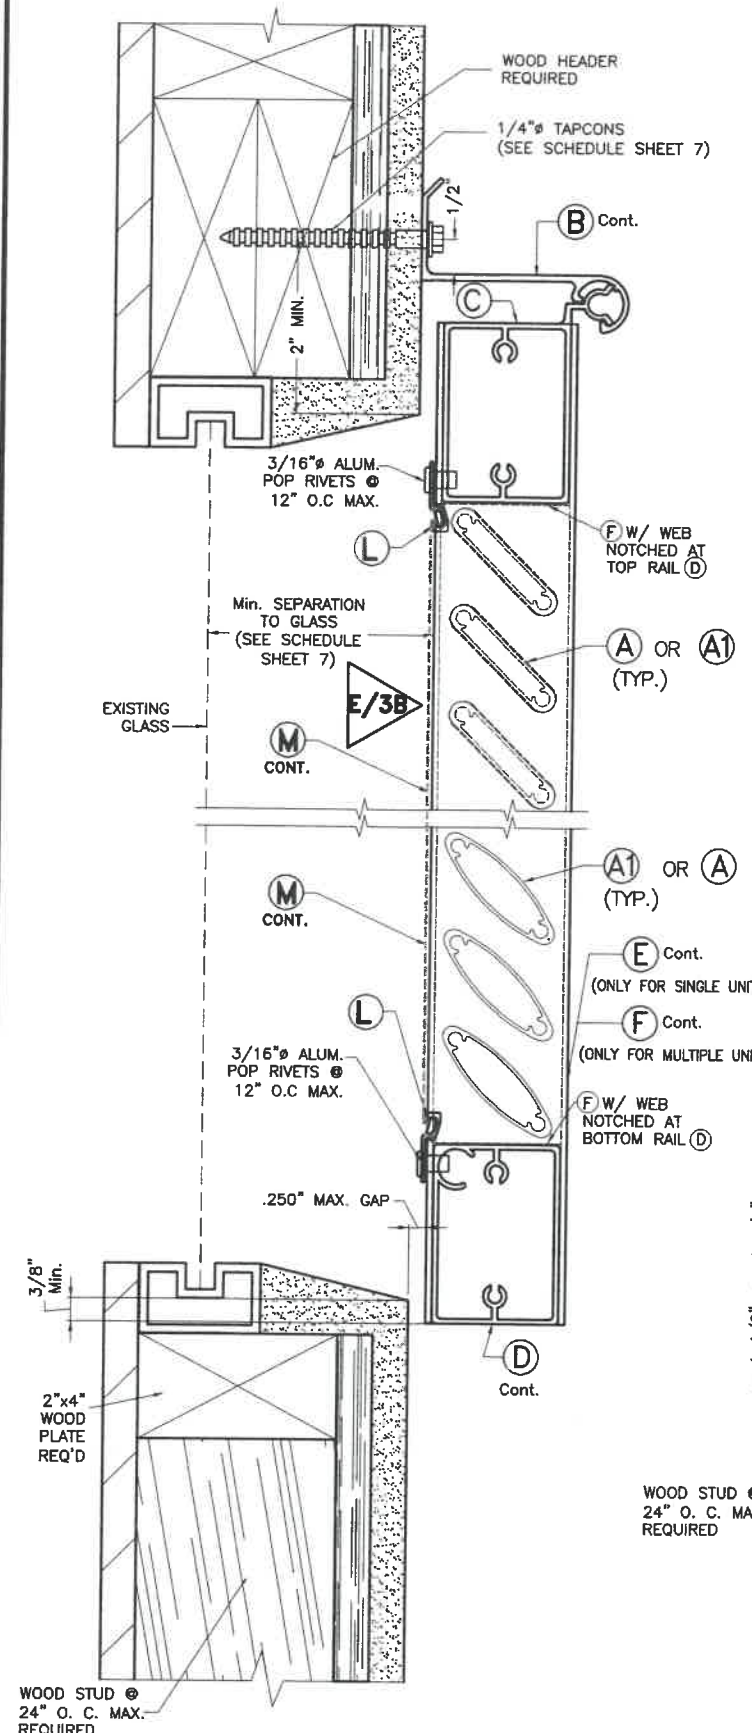 WOOD HEADER
REQUIRED
1/4"ø TAPCONS
(SEE SCHEDULE SHEET 7)
1/2"
B Cont.
C
2" MIN.
3/16"ø ALUM.
POP RIVETS @
12" O.C MAX.
L
F W/ WEB
NOTCHED AT
TOP RAIL D
Min. SEPARATION
TO GLASS
(SEE SCHEDULE
SHEET 7)
A OR A1
(TYP.)
E/3B
EXISTING
GLASS
M
CONT.
A1 OR A
(TYP.)
M
CONT.
E Cont.
(ONLY FOR SINGLE UNI
L
F Cont.
(ONLY FOR MULTIPLE UNI
3/16"ø ALUM.
POP RIVETS @
12" O.C MAX.
F W/ WEB
NOTCHED AT
BOTTOM RAIL D
.250" MAX. GAP
3/8"
Min.
D
Cont.
2"x4"
WOOD
PLATE
REQ'D
WOOD STUD @
24" O. C. MA
REQUIRED
WOOD STUD @
24" O. C. MAX.
REQUIRED